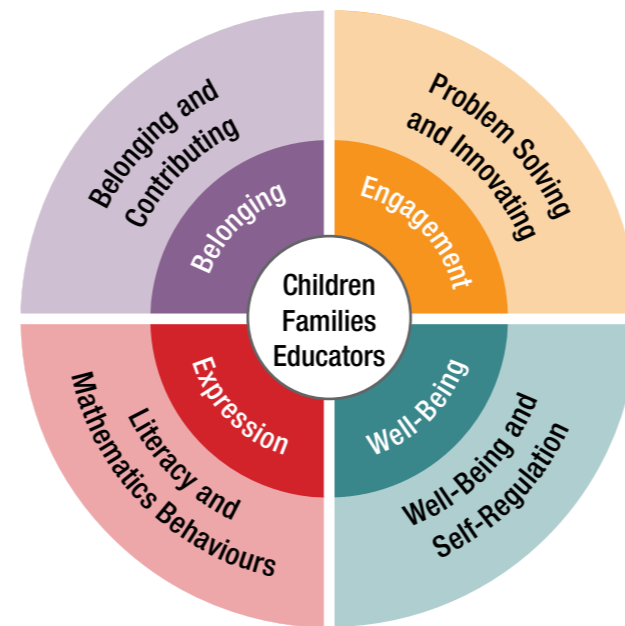 Belonging and
Contributing
Belonging
Problem Solving
and Innovating
Engagement
Children
Families
Educators
Expression
Literacy and
Mathematics Behaviours
Well-Being
Well-Being and
Self-Regulation